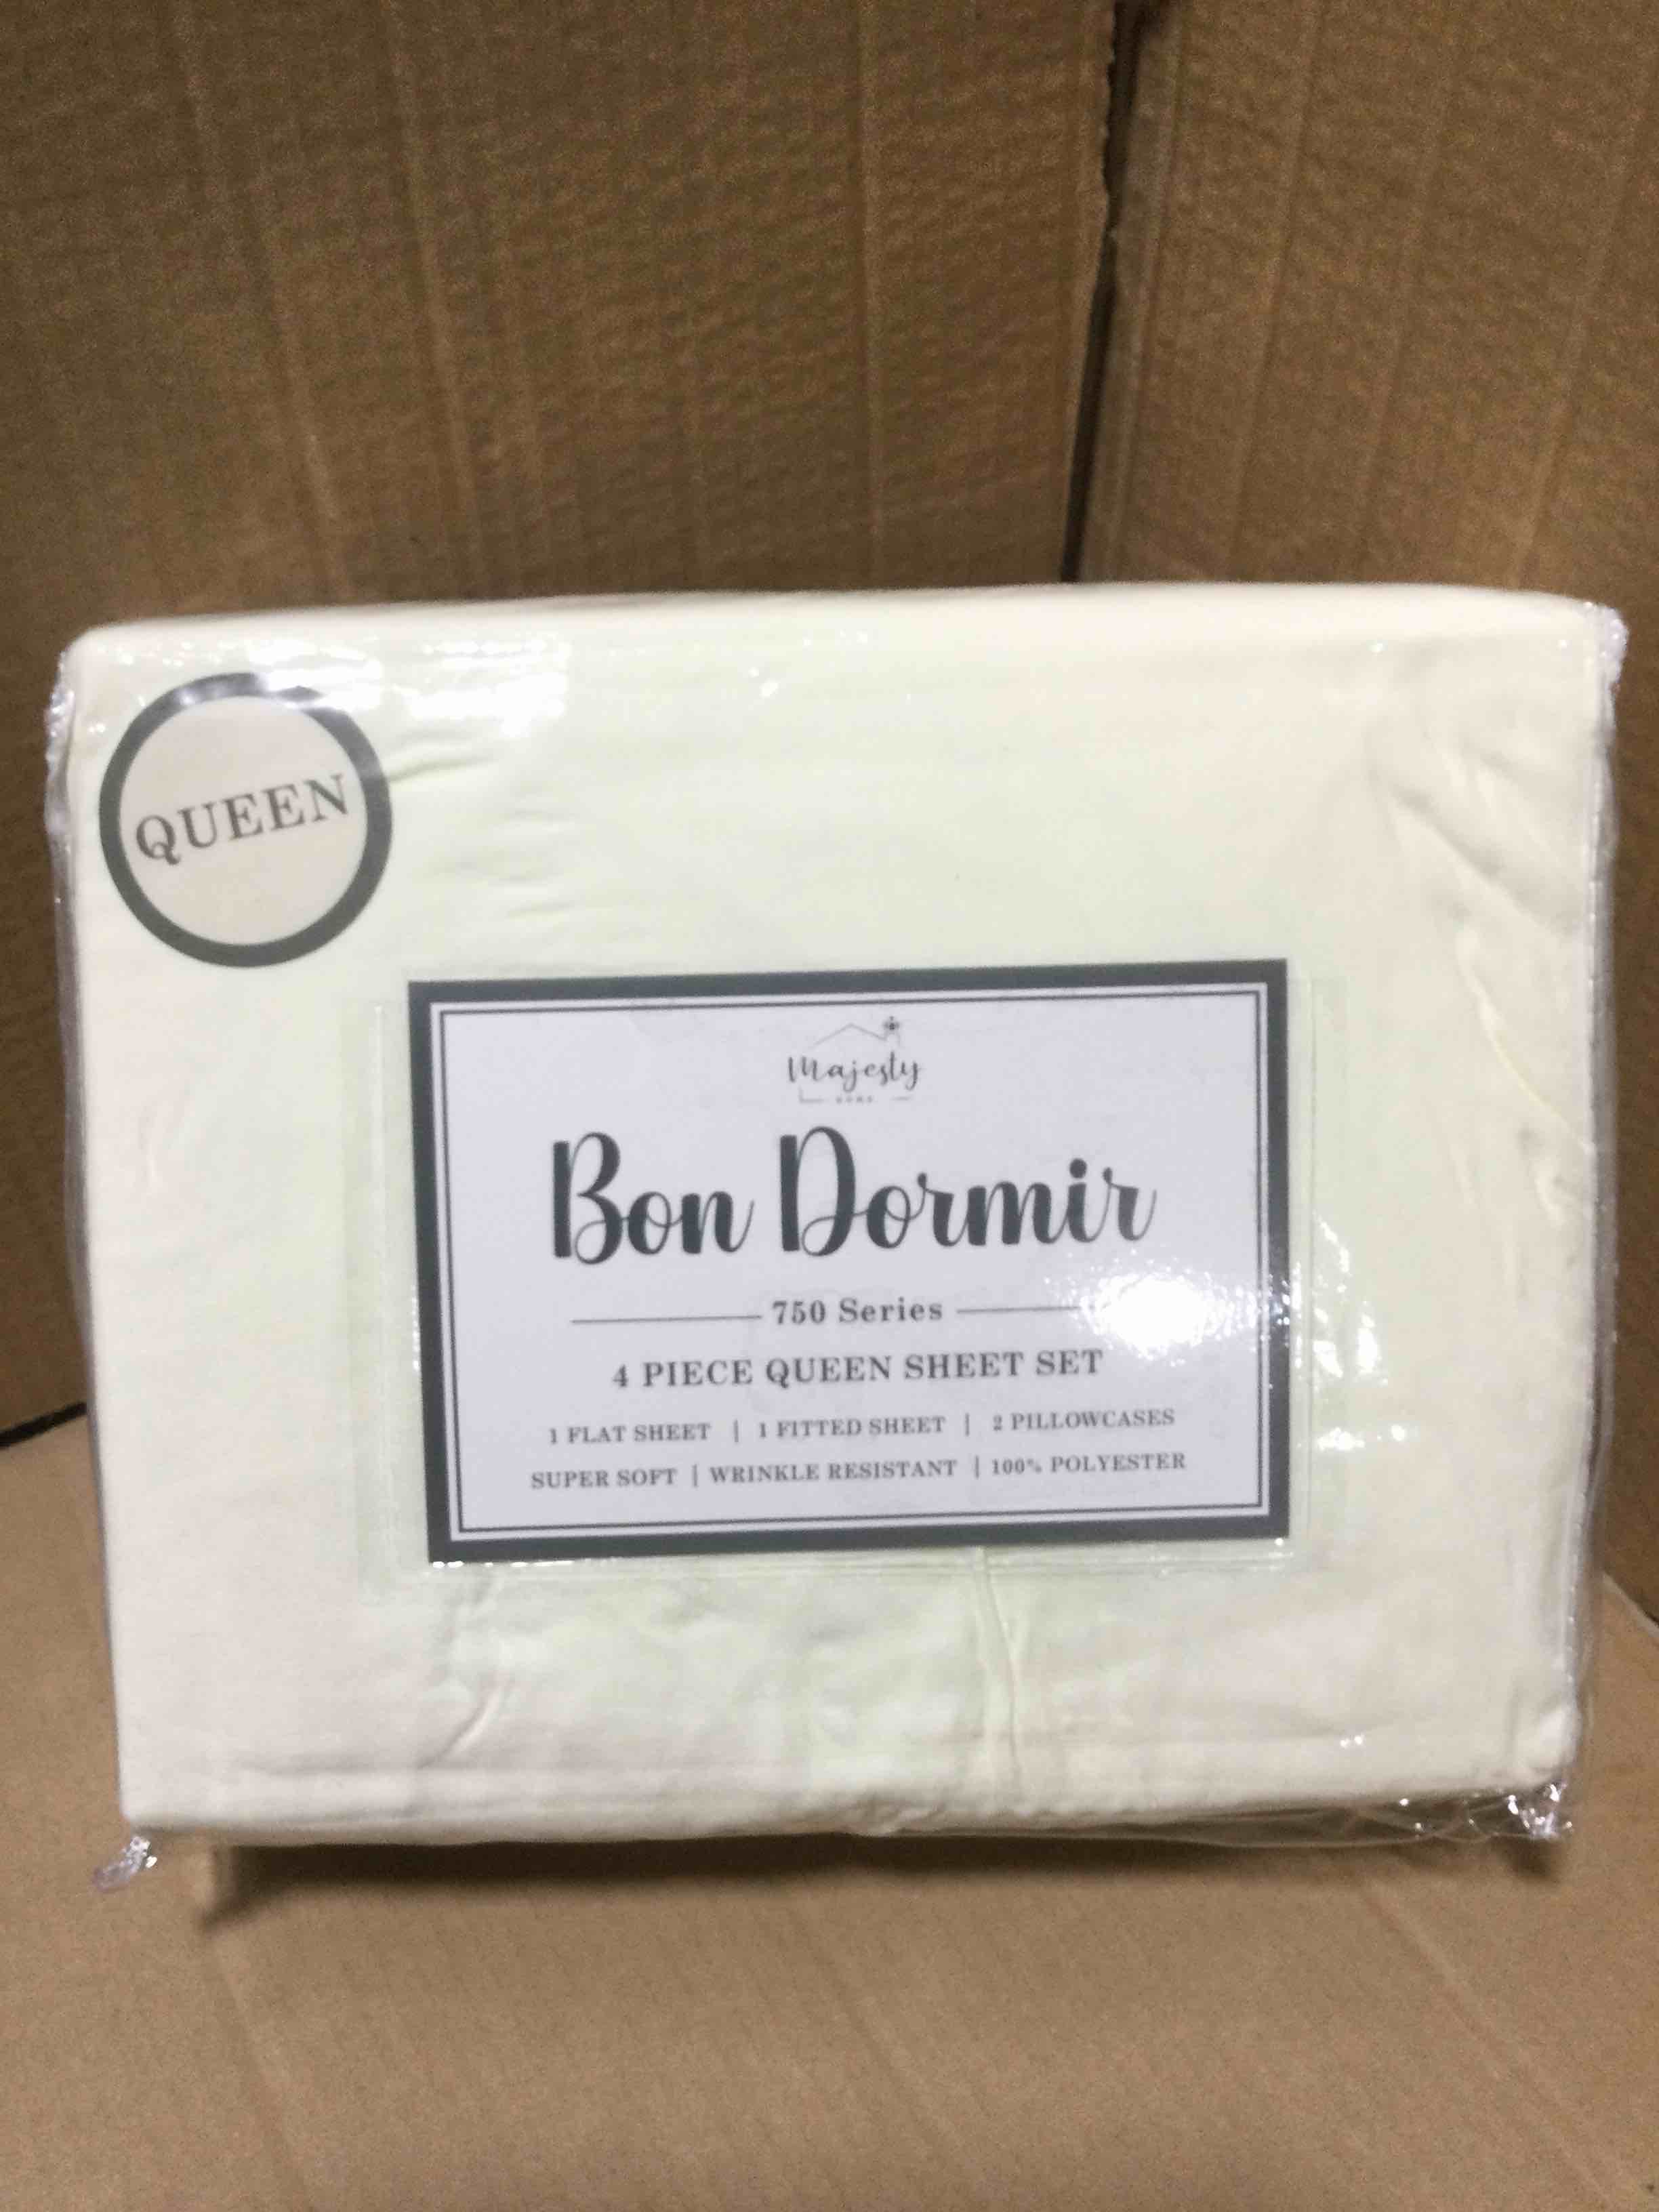 QUEEN
Majesty
HOME
Bon Dormir
750 Series
4 PIECE QUEEN SHEET SET
1 FLAT SHEET | 1 FITTED SHEET | 2 PILLOWCASES
SUPER SOFT | WRINKLE RESISTANT | 100% POLYESTER